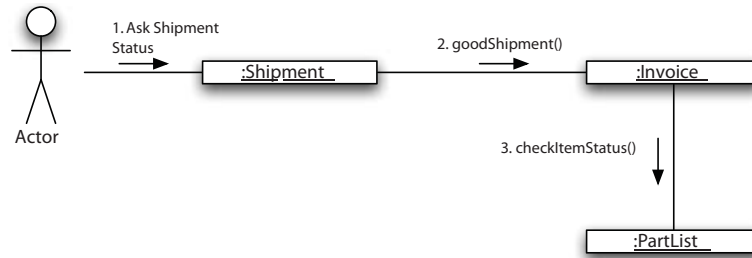 1. Ask Shipment
Status
2. goodShipment()
:Shipment
:Invoice
Actor
3. checkItemStatus()
:PartList